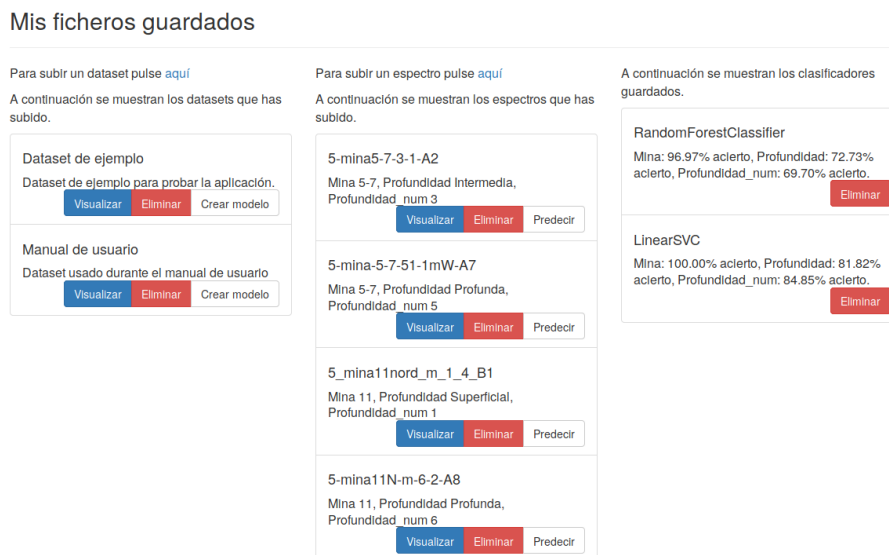 Mis ficheros guardados
Para subir un dataset pulse aquí
A continuación se muestran los datasets que has
subido.
Dataset de ejemplo
Dataset de ejemplo para probar la aplicación.
Visualizar Eliminar Crear modelo
Manual de usuario
Dataset usado durante el manual de usuario
Visualizar Eliminar Crear modelo
Para subir un espectro pulse aquí
A continuación se muestran los espectros que has
subido.
5-mina5-7-3-1-A2
Mina 5-7, Profundidad Intermedia,
Profundidad_num 3
Visualizar Eliminar Predecir
5-mina-5-7-51-1mW-A7
Mina 5-7, Profundidad Profunda,
Profundidad_num 5
Visualizar Eliminar Predecir
5_mina11nord_m_1_4_B1
Mina 11, Profundidad Superficial,
Profundidad_num 1
Visualizar Eliminar Predecir
5-mina11N-m-6-2-A8
Mina 11, Profundidad Profunda,
Profundidad_num 6
Visualizar Eliminar Predecir
A continuación se muestran los clasificadores
guardados.
RandomForestClassifier
Mina: 96.97% acierto, Profundidad: 72.73%
acierto, Profundidad_num: 69.70% acierto.
Eliminar
LinearSVC
Mina: 100.00% acierto, Profundidad: 81.82%
acierto, Profundidad_num: 84.85% acierto.
Eliminar